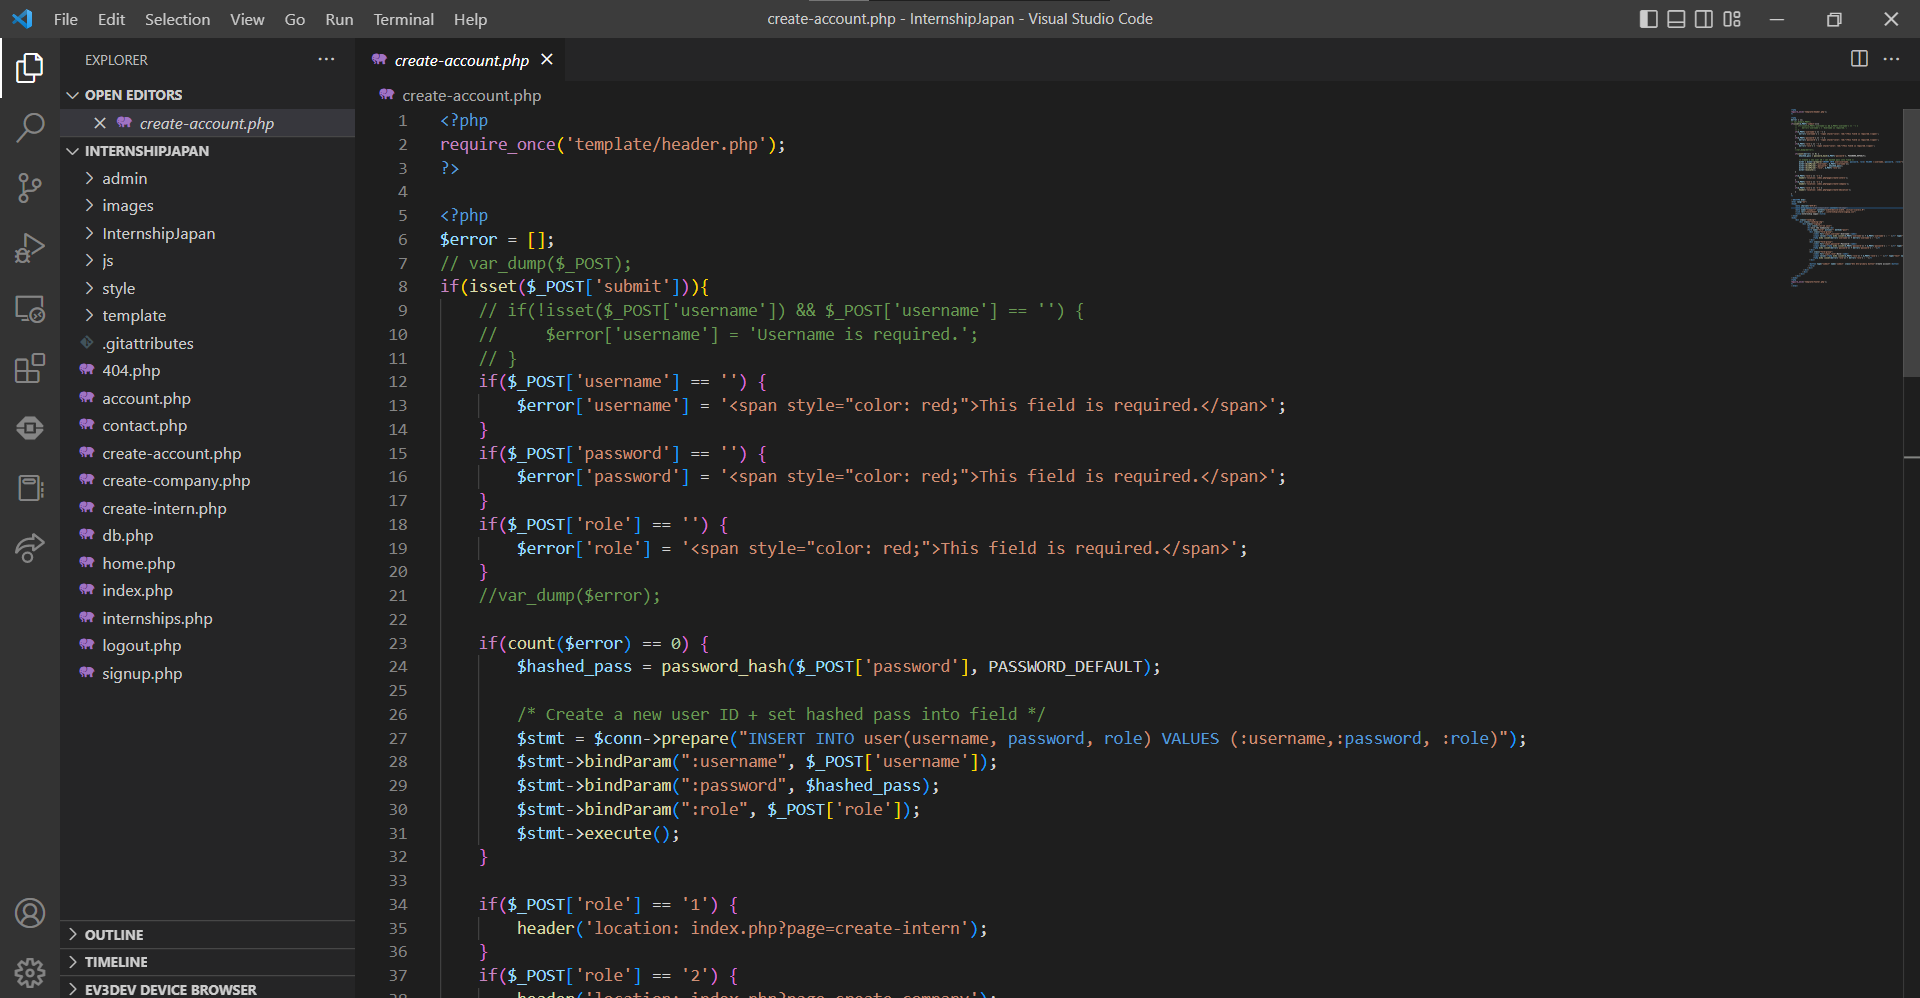 File Edit Selection View Go Run Terminal Help
create-account.php - InternshipJapan - Visual Studio Code
EXPLORER
OPEN EDITORS
create-account.php
INTERNSHIPJAPAN
admin
images
InternshipJapan
js
style
template
.gitattributes
404.php
account.php
contact.php
create-account.php
create-company.php
create-intern.php
db.php
home.php
index.php
internships.php
logout.php
signup.php
OUTLINE
TIMELINE
EV3DEV DEVICE BROWSER
create-account.php
create-account.php
1 <?php
2 require_once('template/header.php');
3 ?>
4
5 <?php
6 $error = [];
7 // var_dump($_POST);
8 if(isset($_POST['submit'])){
9 // if(!isset($_POST['username']) && $_POST['username'] == '') {
10 //     $error['username'] = 'Username is required.';
11 // }
12 if($_POST['username'] == '') {
13 $error['username'] = '<span style="color: red;">This field is required.</span>';
14 }
15 if($_POST['password'] == '') {
16 $error['password'] = '<span style="color: red;">This field is required.</span>';
17 }
18 if($_POST['role'] == '') {
19 $error['role'] = '<span style="color: red;">This field is required.</span>';
20 }
21 //var_dump($error);
22
23 if(count($error) == 0) {
24 $hashed_pass = password_hash($_POST['password'], PASSWORD_DEFAULT);
25
26 /* Create a new user ID + set hashed pass into field */
27 $stmt = $conn->prepare("INSERT INTO user(username, password, role) VALUES (:username,:password, :role)");
28 $stmt->bindParam(":username", $_POST['username']);
29 $stmt->bindParam(":password", $hashed_pass);
30 $stmt->bindParam(":role", $_POST['role']);
31 $stmt->execute();
32 }
33
34 if($_POST['role'] == '1') {
35 header('location: index.php?page=create-intern');
36 }
37 if($_POST['role'] == '2') {
38 header('location: index.php?page=create-company');